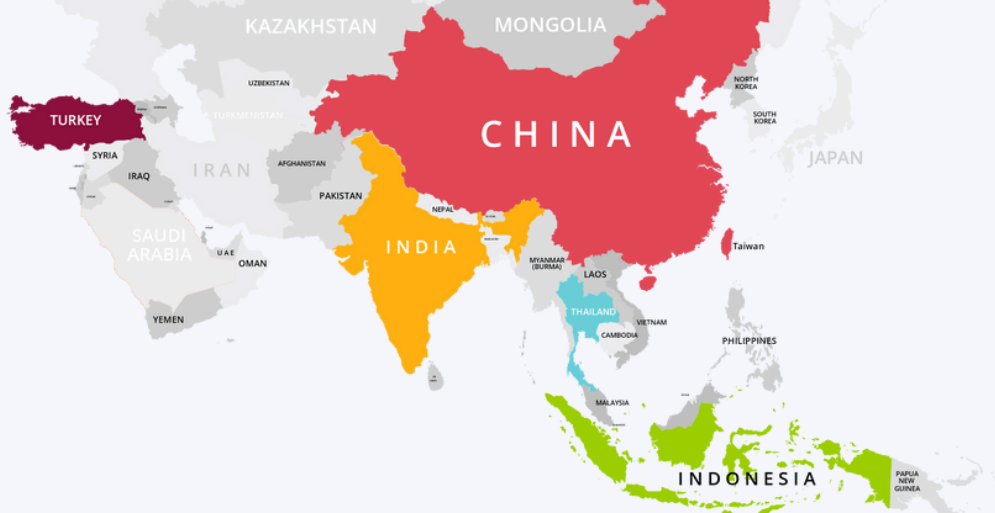 KAZAKHSTAN
MONGOLIA
UZBEKISTAN
NORTH
KOREA
TURKMENISTAN
SOUTH
KOREA
TURKEY
CHINA
JAPAN
SYRIA
AFGHANISTAN
IRAN
IRAQ
PAKISTAN
NEPAL
SAUDI
ARABIA
INDIA
Taiwan
UAE
OMAN
MYANMAR
(BURMA)
LAOS
YEMEN
THAILAND
VIETNAM
CAMBODIA
PHILIPPINES
MALAYSIA
INDONESIA
PAPUA
NEW
GUINEA